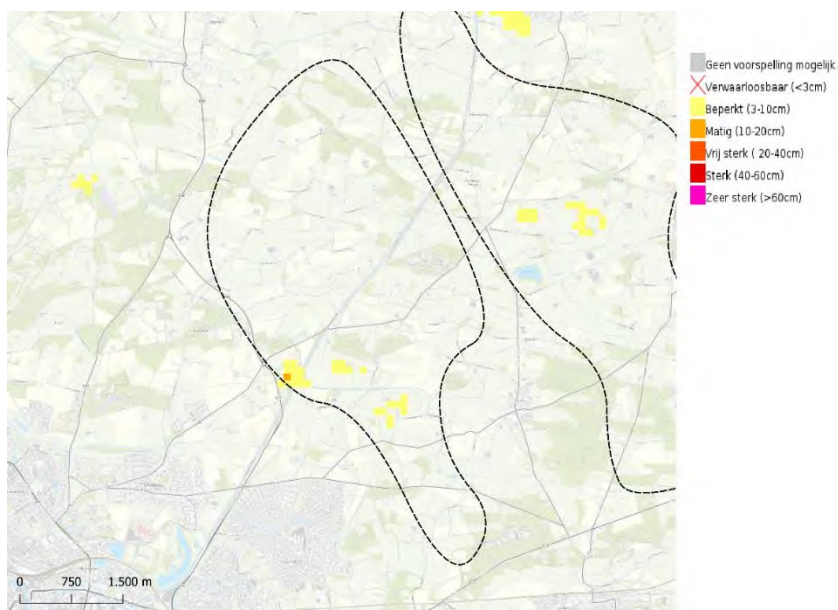 Geen voorspelling mogelijk
Verwaarloosbaar (<3cm)
Beperkt (3-10cm)
Matig (10-20cm)
Vrij sterk ( 20-40cm)
Sterk (40-60cm)
Zeer sterk (>60cm)
0 750 1.500 m